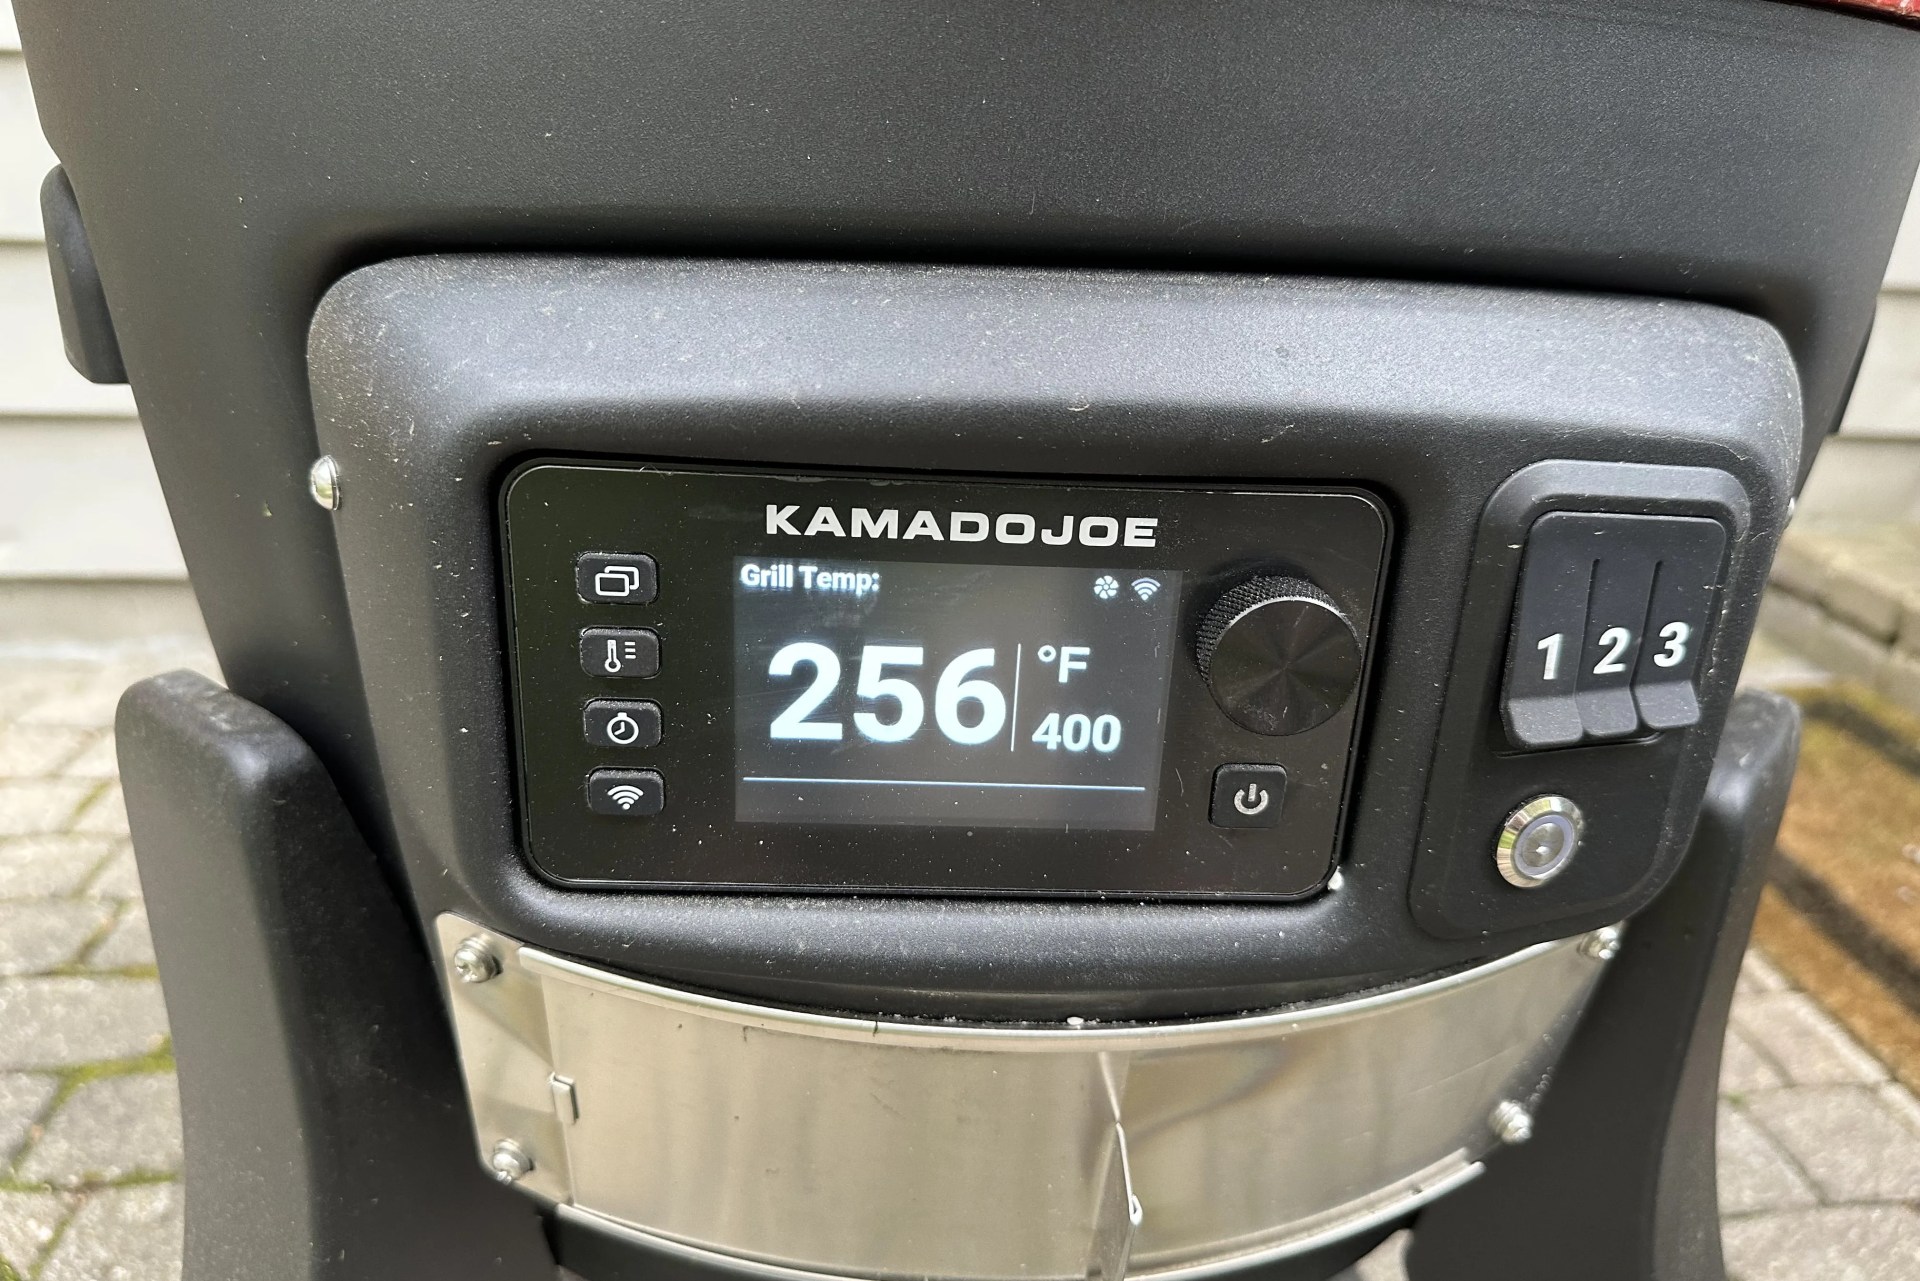 KAMADOJOE
Grill Temp:
256
°F
400
1 2 3